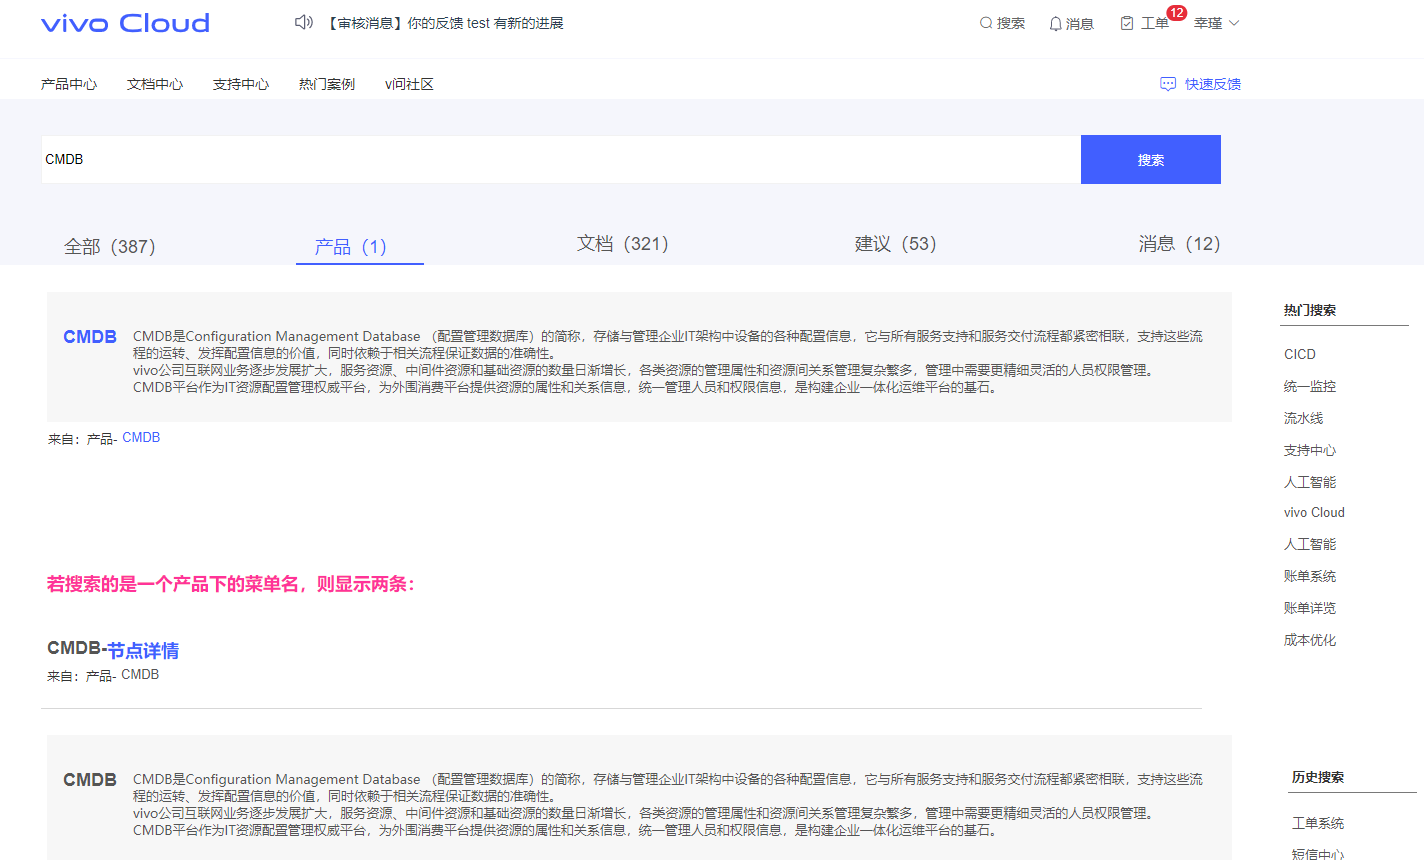 vivo Cloud
【审核消息】你的反馈 test 有新的进展
搜索
消息
工单
12
幸瑾
产品中心
文档中心
支持中心
热门案例
v问社区
快速反馈
CMDB
搜索
全部（387）
产品（1）
文档（321）
建议（53）
消息（12）
CMDB
CMDB是Configuration Management Database （配置管理数据库）的简称，存储与管理企业IT架构中设备的各种配置信息，它与所有服务支持和服务交付流程都紧密相联，支持这些流
程的运转、发挥配置信息的价值，同时依赖于相关流程保证数据的准确性。
vivo公司互联网业务逐步发展扩大，服务资源、中间件资源和基础资源的数量日渐增长，各类资源的管理属性和资源间关系管理复杂繁多，管理中需要更精细灵活的人员权限管理。
CMDB平台作为IT资源配置管理权威平台，为外围消费平台提供资源的属性和关系信息，统一管理人员和权限信息，是构建企业一体化运维平台的基石。
来自：产品- CMDB
若搜索的是一个产品下的菜单名，则显示两条：
CMDB-节点详情
来自：产品- CMDB
CMDB
CMDB是Configuration Management Database （配置管理数据库）的简称，存储与管理企业IT架构中设备的各种配置信息，它与所有服务支持和服务交付流程都紧密相联，支持这些流
程的运转、发挥配置信息的价值，同时依赖于相关流程保证数据的准确性。
vivo公司互联网业务逐步发展扩大，服务资源、中间件资源和基础资源的数量日渐增长，各类资源的管理属性和资源间关系管理复杂繁多，管理中需要更精细灵活的人员权限管理。
CMDB平台作为IT资源配置管理权威平台，为外围消费平台提供资源的属性和关系信息，统一管理人员和权限信息，是构建企业一体化运维平台的基石。
热门搜索
CICD
统一监控
流水线
支持中心
人工智能
vivo Cloud
人工智能
账单系统
账单详览
成本优化
历史搜索
工单系统
短信中心